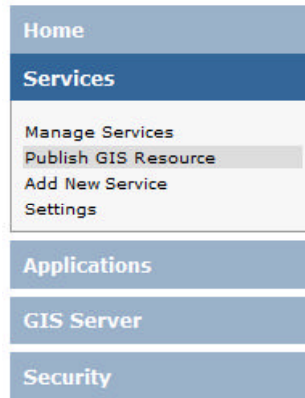 Home
Services
Manage Services
Publish GIS Resource
Add New Service
Settings
Applications
GIS Server
Security